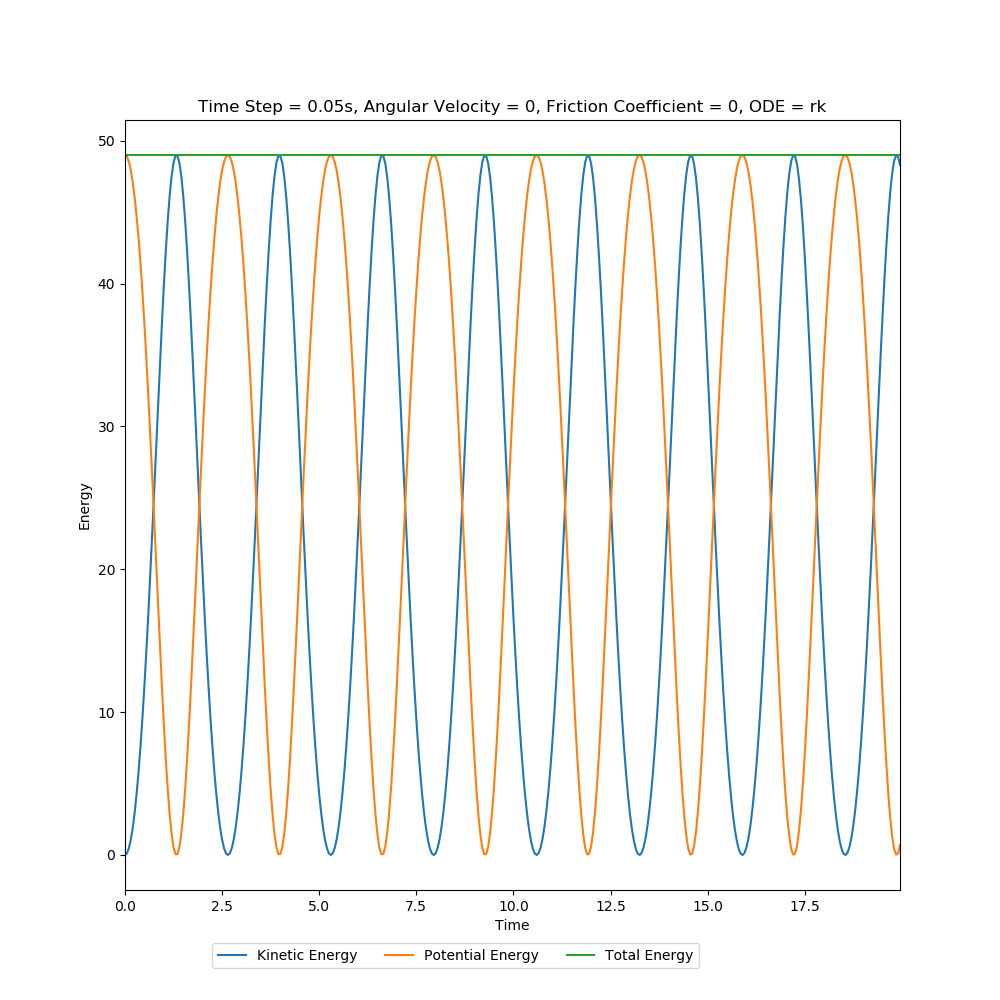 Time Step = 0.05s, Angular Velocity = 0, Friction Coefficient = 0, ODE = rk
50
40
30
20
10
0
Energy
0.0 2.5 5.0 7.5 10.0 12.5 15.0 17.5
Time
Kinetic Energy Potential Energy Total Energy